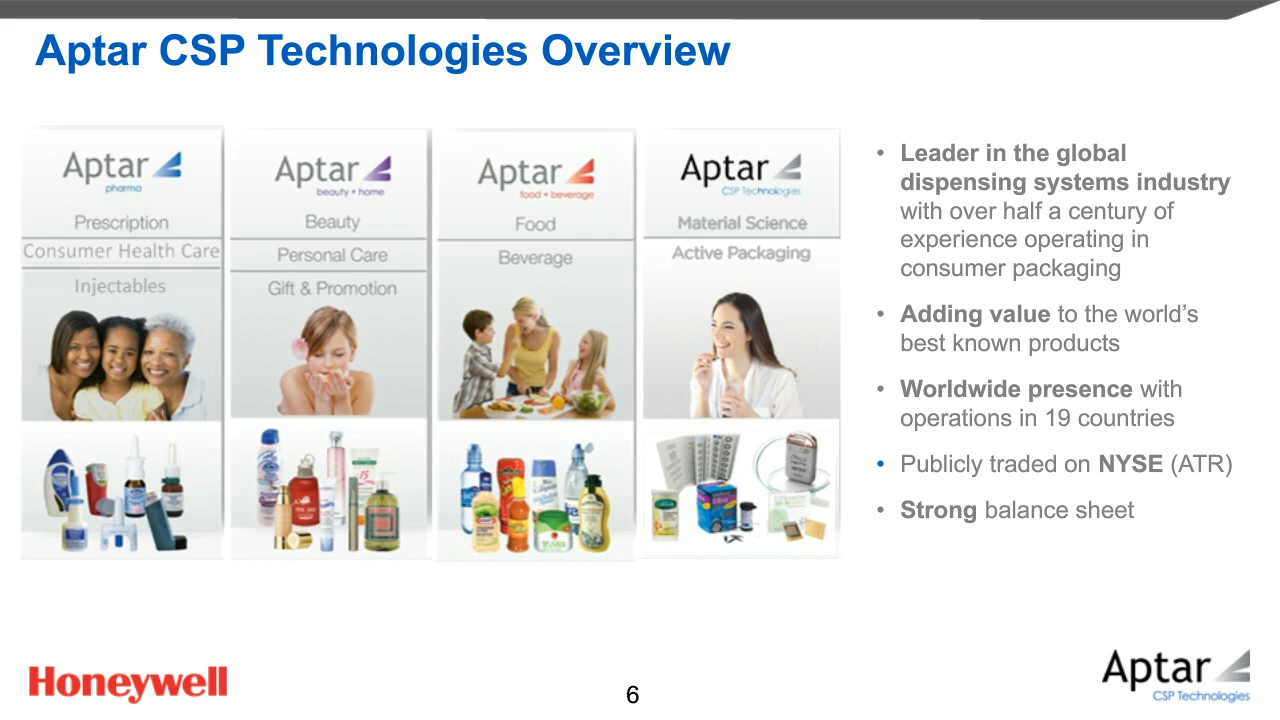 Aptar CSP Technologies Overview
Aptar
pharma
Prescription
Consumer Health Care
Injectables
Aptar
beauty + home
Beauty
Personal Care
Gift & Promotion
Aptar
food + beverage
Food
Beverage
Aptar
CSP Technologies
Material Science
Active Packaging
• Leader in the global
dispensing systems industry
with over half a century of
experience operating in
consumer packaging
• Adding value to the world’s
best known products
• Worldwide presence with
operations in 19 countries
• Publicly traded on NYSE (ATR)
• Strong balance sheet
Honeywell
6
Aptar
CSP Technologies